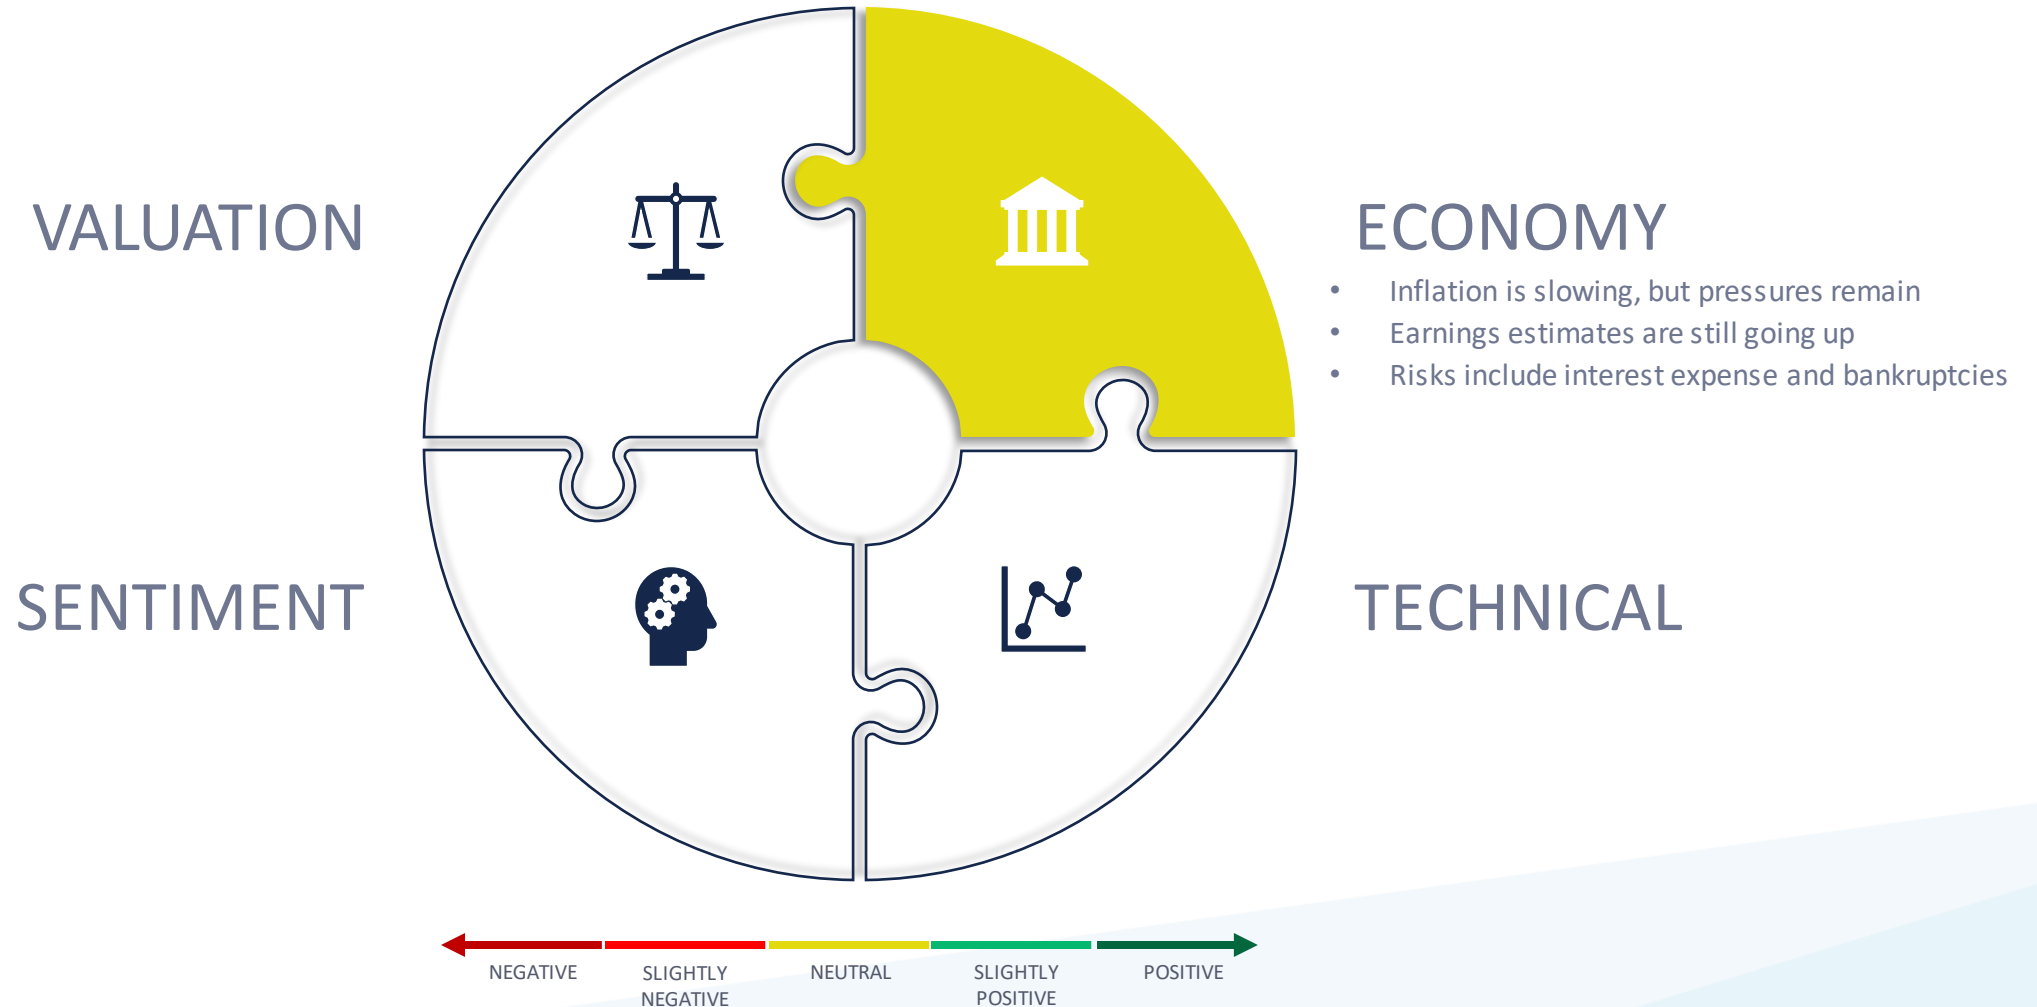 VALUATION
ECONOMY
• Inflation is slowing, but pressures remain
• Earnings estimates are still going up
• Risks include interest expense and bankruptcies
SENTIMENT
TECHNICAL
NEGATIVE
SLIGHTLY
NEGATIVE
NEUTRAL
SLIGHTLY
POSITIVE
POSITIVE